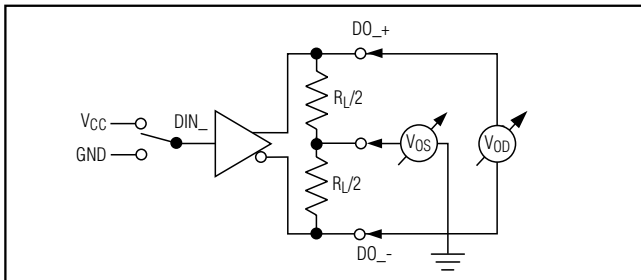 DO_+
RL/2
VCC
DIN_
GND
VOS
VOD
RL/2
DO_-